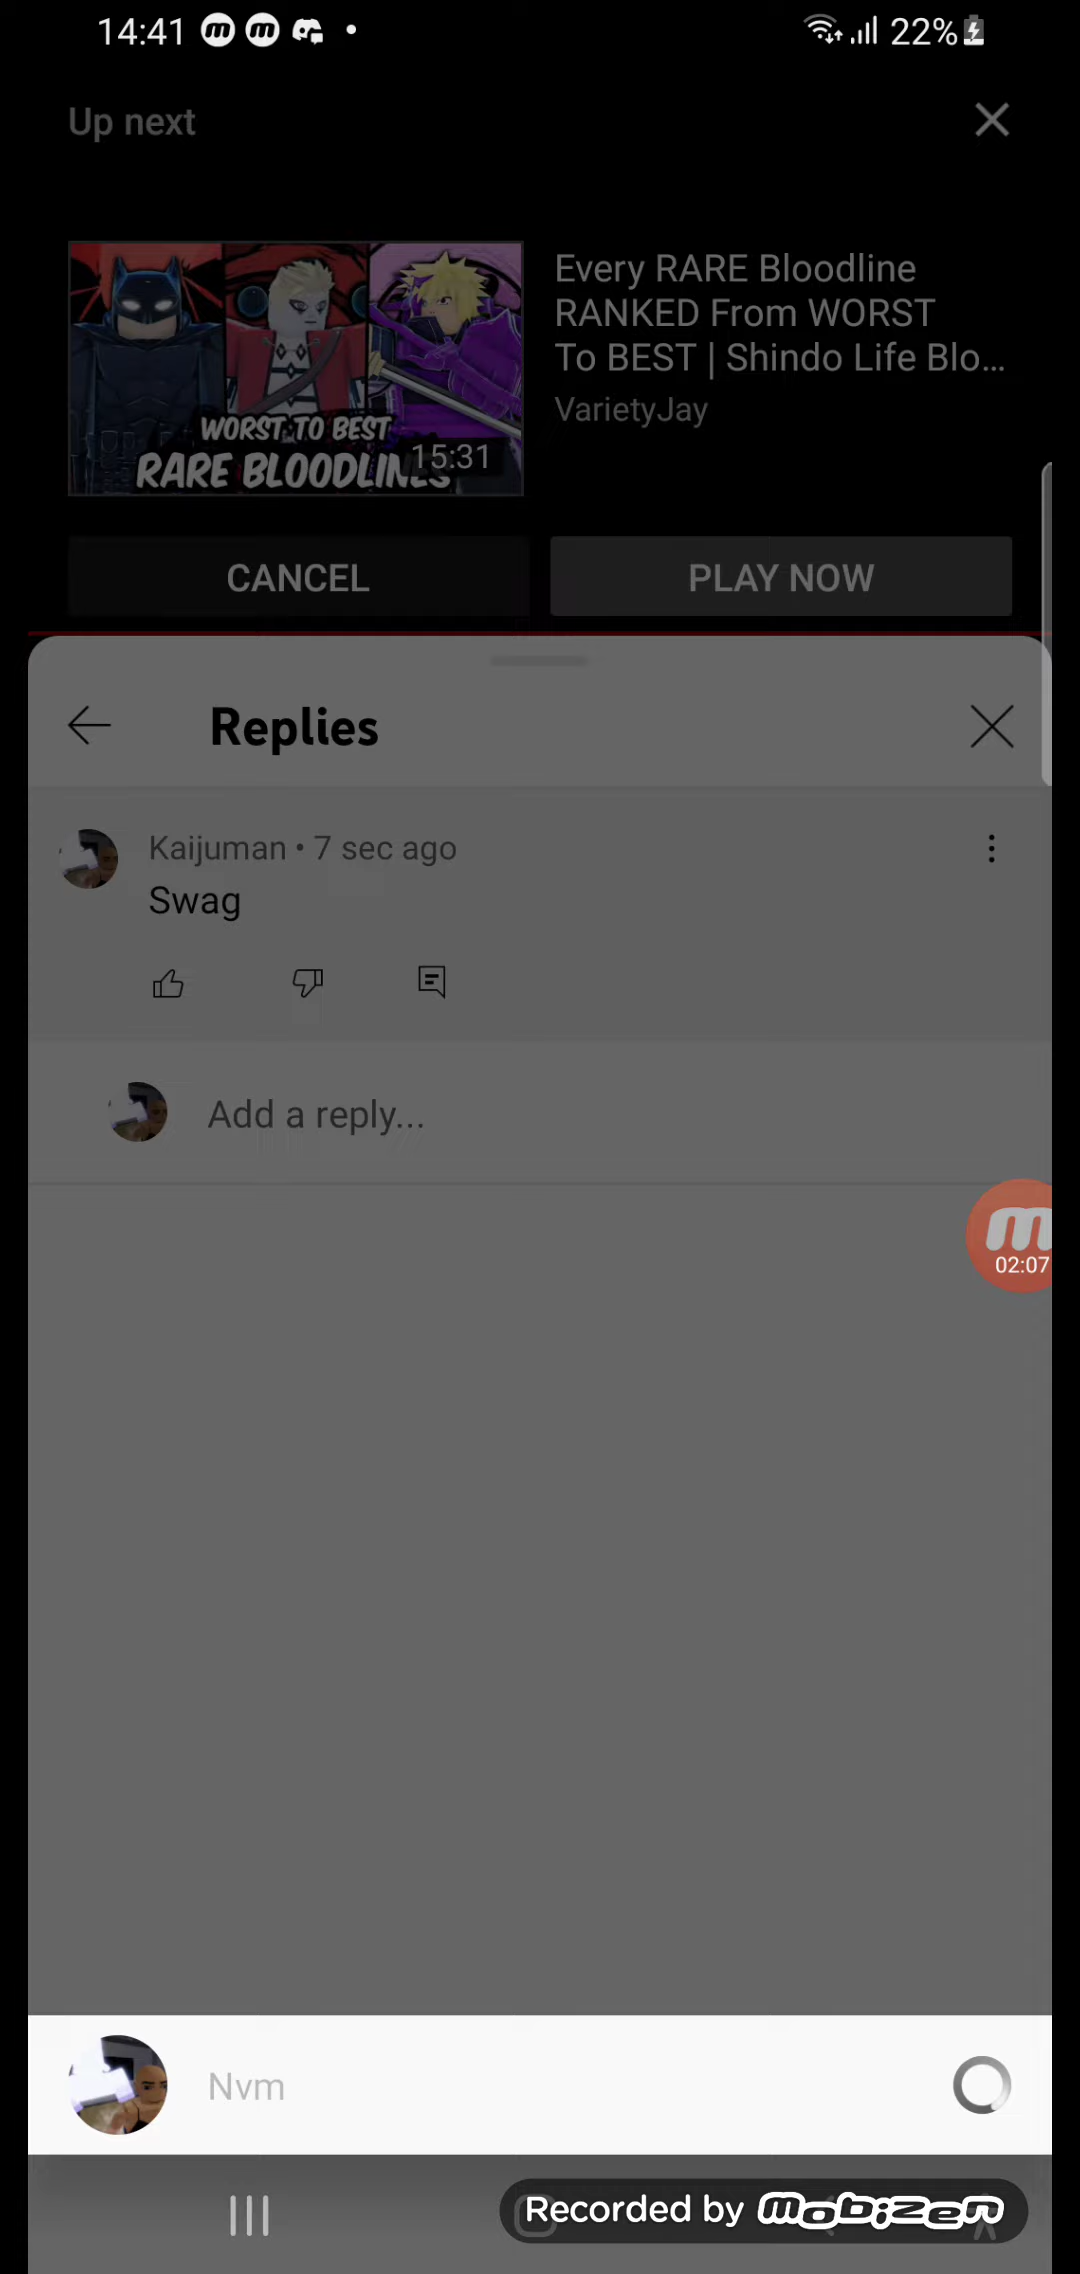 14:41
22%
Up next
WORST TO BEST
RARE BLOODLINES
15:31
Every RARE Bloodline
RANKED From WORST
To BEST | Shindo Life Blo...
VarietyJay
CANCEL
PLAY NOW
Replies
Kaijuman • 7 sec ago
Swag
Add a reply...
02:07
Nvm
Recorded by mobizen